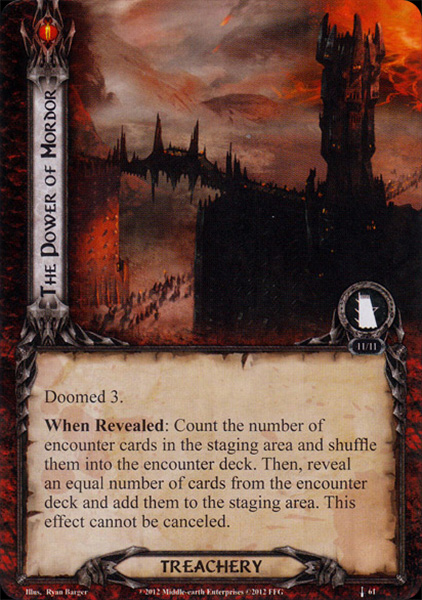 THE POWER OF MORDOR
11/11
Doomed 3.
When Revealed: Count the number of
encounter cards in the staging area and shuffle
them into the encounter deck. Then, reveal
an equal number of cards from the encounter
deck and add them to the staging area. This
effect cannot be canceled.
TREACHERY
Illus. Ryan Barger ©2012 Middle-earth Enterprises ©2012 FFG 61